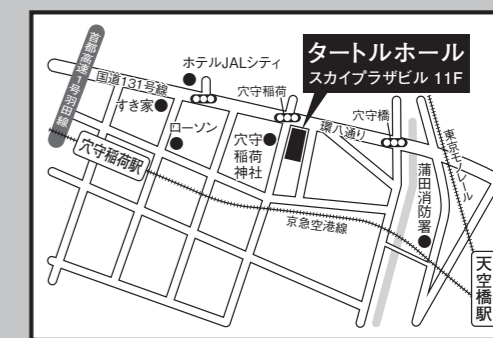 首都高速1号羽田線
国道131号線
ホテルJALシティ
タートルホール
スカイプラザビル 11F
すき家
穴守稲荷
ローソン
穴守
稲荷
神社
環八通り
穴守橋
東京モノレール
穴守稲荷駅
蒲田消防署
京急空港線
天空橋駅